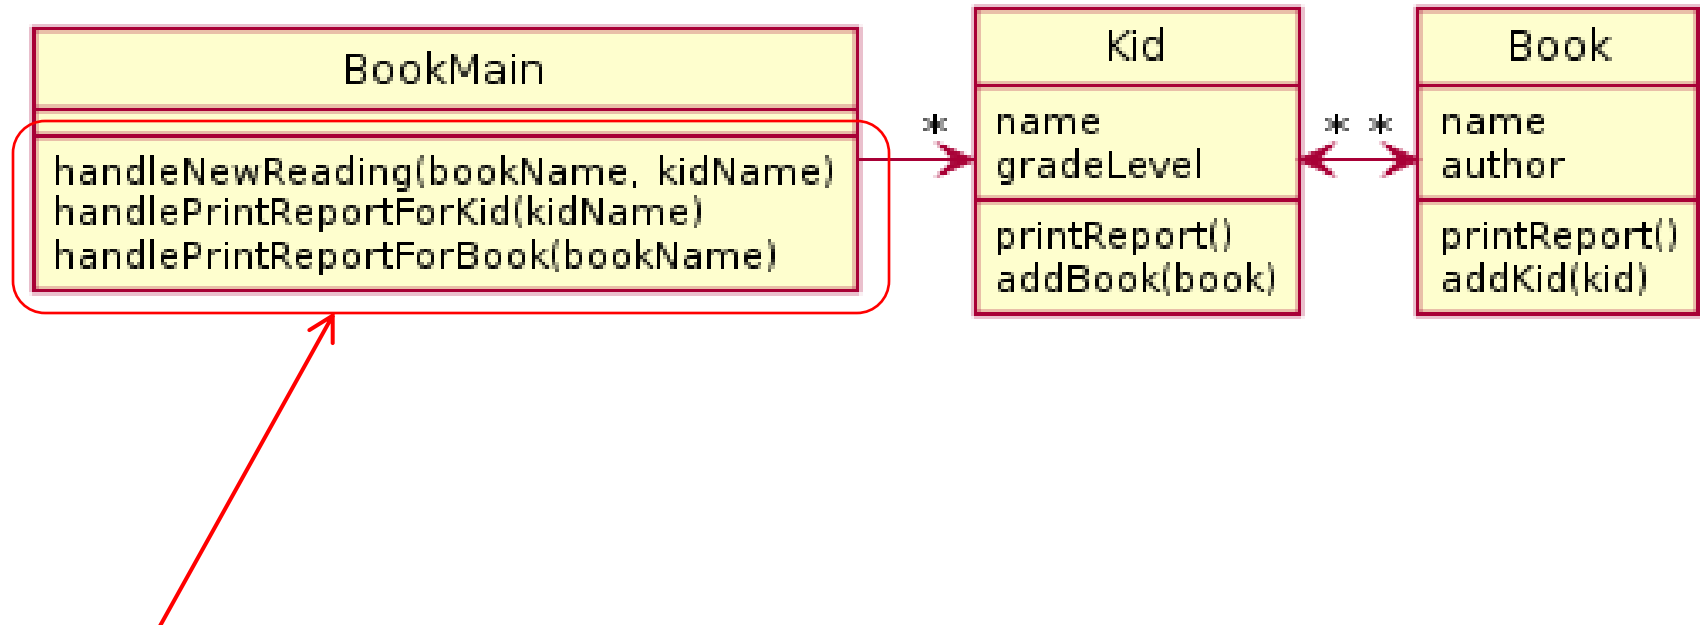 BookMain
handleNewReading(bookName, kidName)
handlePrintReportForKid(kidName)
handlePrintReportForBook(bookName)
*
Kid
name
gradeLevel
printReport()
addBook(book)
* *
Book
name
author
printReport()
addKid(kid)